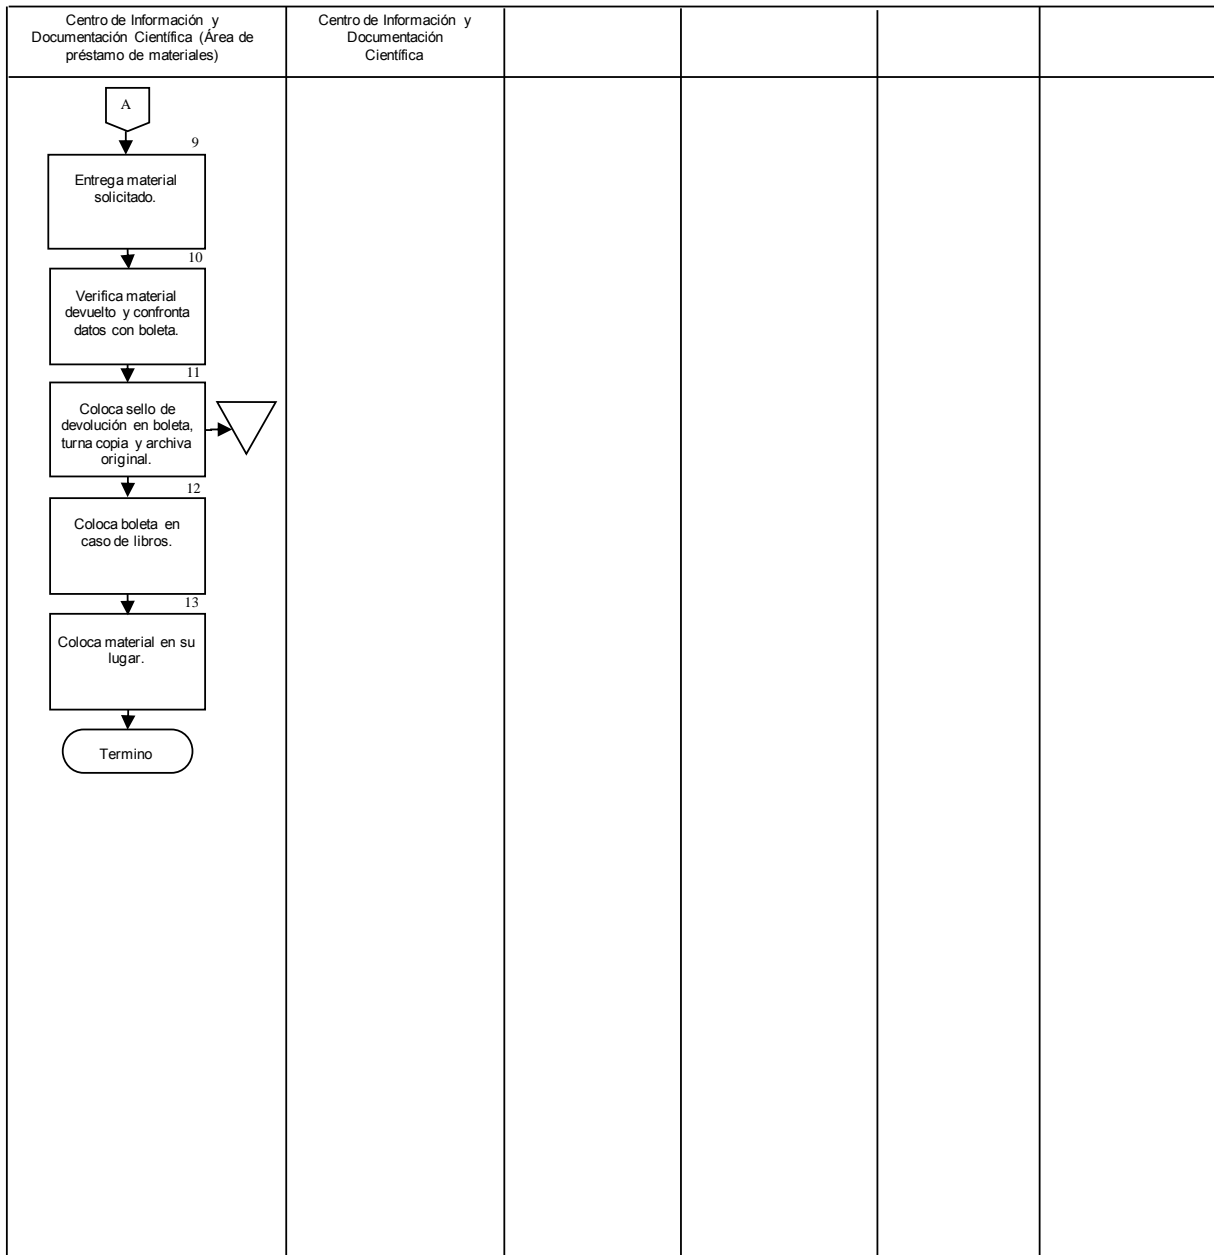 Centro de Información y
Documentación Científica (Área de
préstamo de materiales)
Centro de Información y
Documentación
Científica
A
9
Entrega material
solicitado.
10
Verifica material
devuelto y confronta
datos con boleta.
11
Coloca sello de
devolución en boleta,
turna copia y archiva
original.
12
Coloca boleta en
caso de libros.
13
Coloca material en su
lugar.
Termino